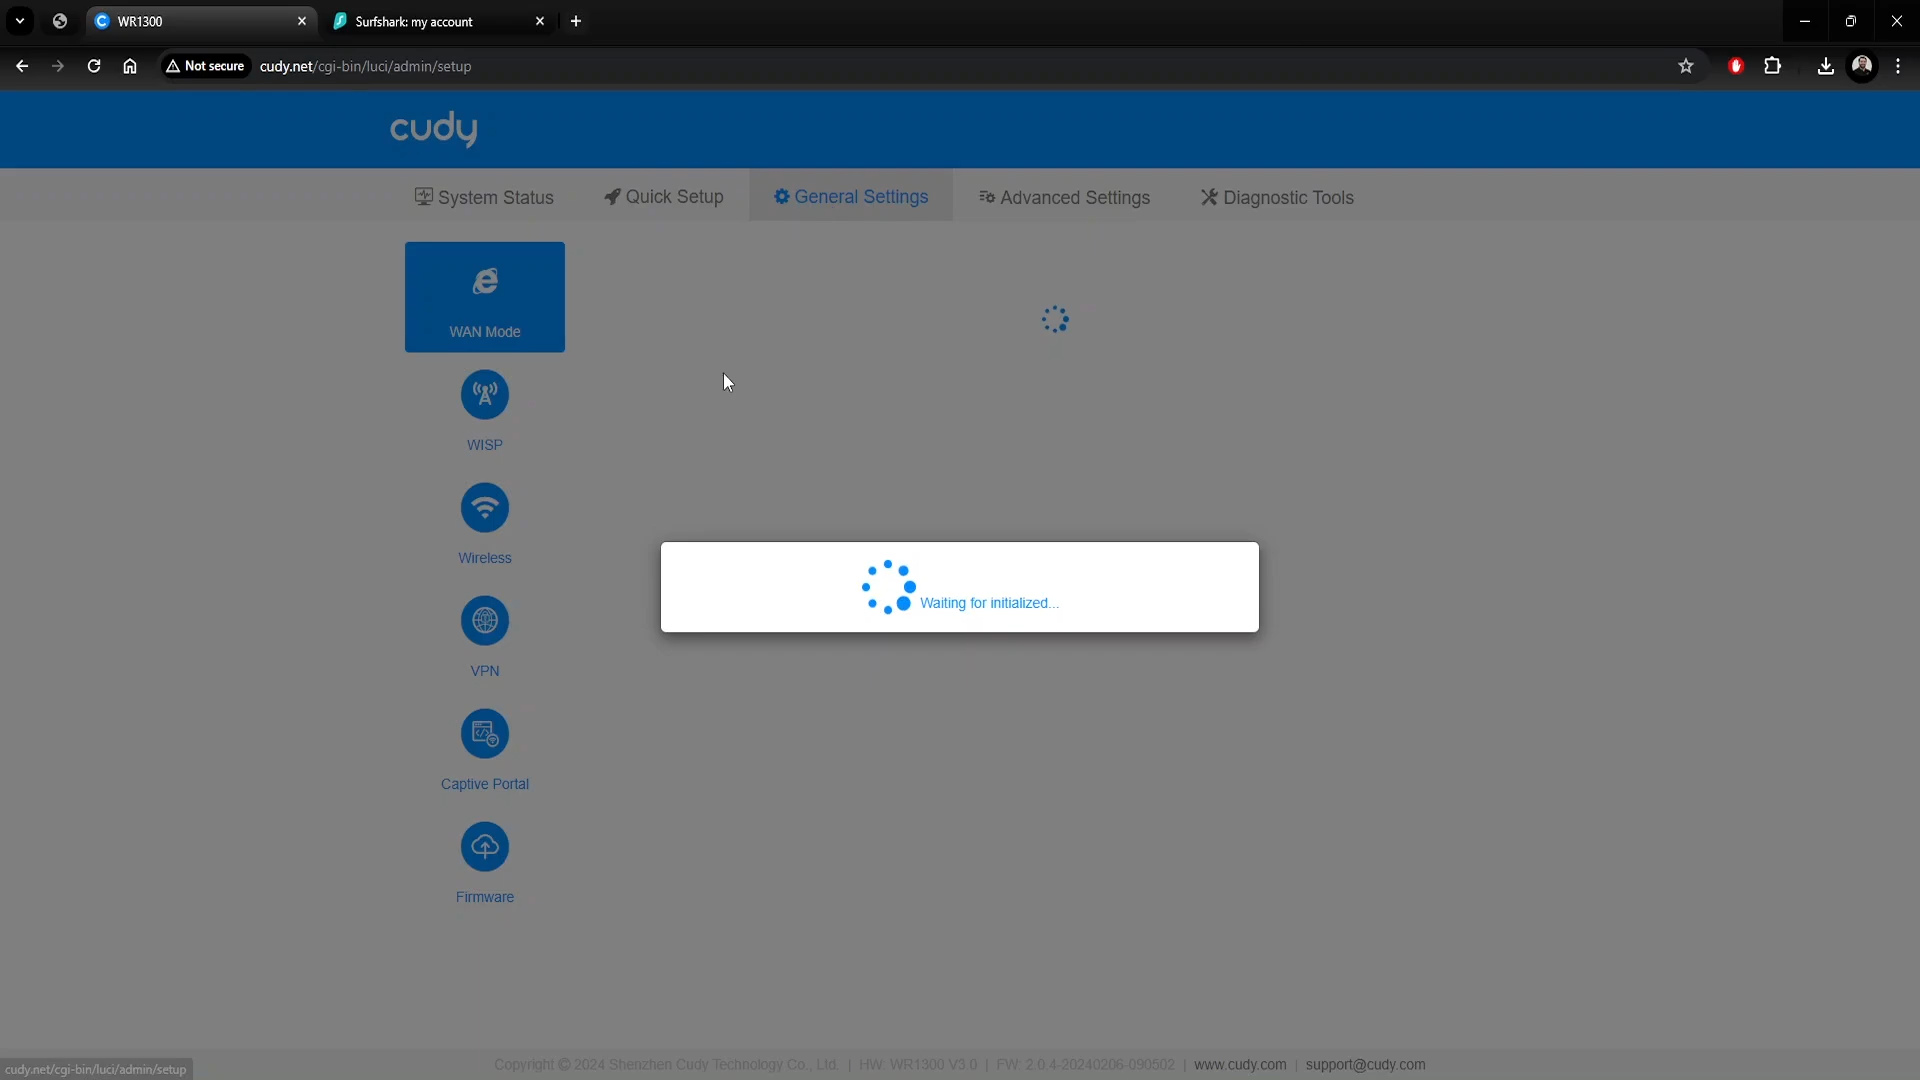 WR1300
Surfshark: my account
Not secure
cudy.net/cgi-bin/luci/admin/setup
cudy
System Status
Quick Setup
General Settings
Advanced Settings
Diagnostic Tools
WAN Mode
WISP
Wireless
VPN
Captive Portal
Firmware
Waiting for initialized...
Copyright © 2024 Shenzhen Cudy Technology Co., Ltd. | HW: WR1300 V3.0 | FW: 2.0.4-20240206-090502 | www.cudy.com | support@cudy.com
cudy.net/cgi-bin/luci/admin/setup